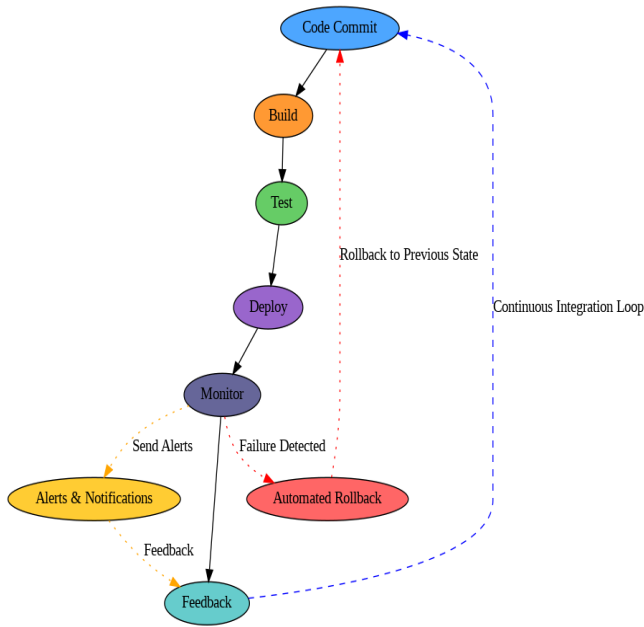 Code Commit
Build
Test
Rollback to Previous State
Deploy
Continuous Integration Loop
Monitor
Send Alerts
Failure Detected
Alerts & Notifications
Automated Rollback
Feedback
Feedback